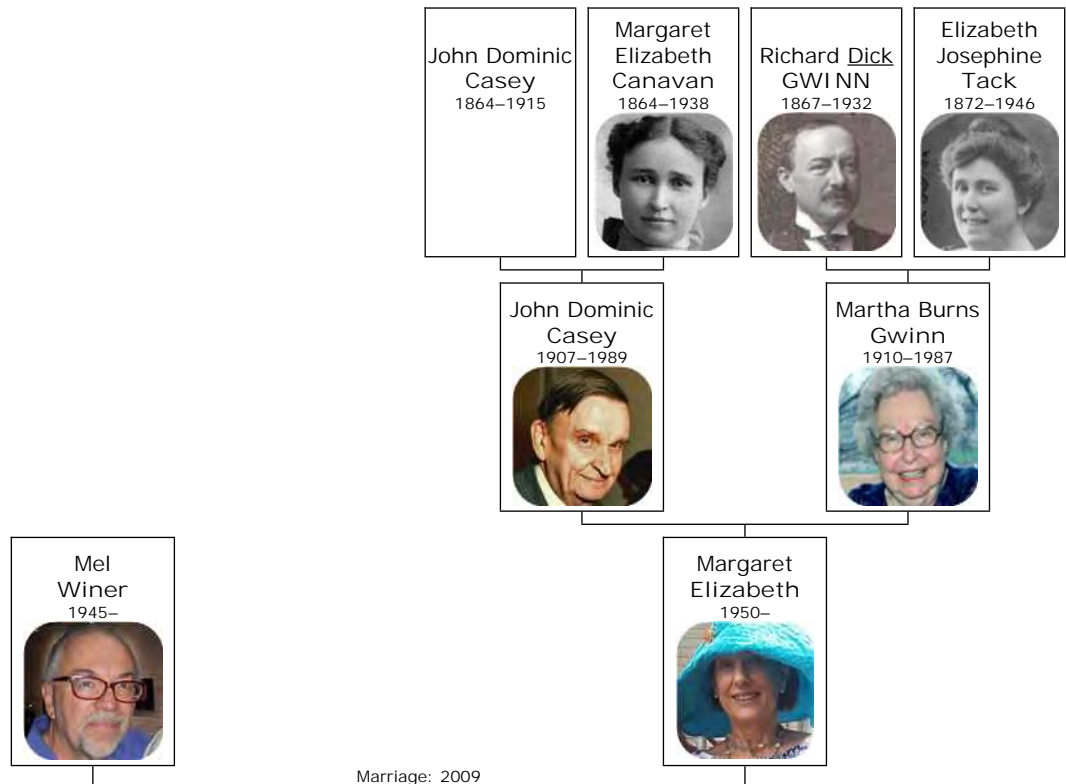 John Dominic
Casey
1864–1915
Margaret
Elizabeth
Canavan
1864–1938
Richard Dick
GWINN
1867–1932
Elizabeth
Josephine
Tack
1872–1946
John Dominic
Casey
1907–1989
Martha Burns
Gwinn
1910–1987
Mel
Winer
1945–
Margaret
Elizabeth
1950–
Marriage: 2009